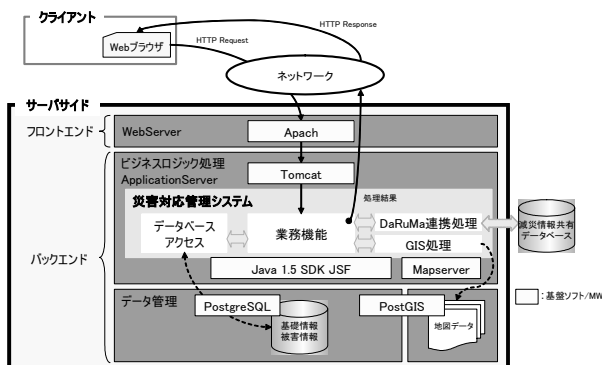 クライアント
Webブラウザ
HTTP Response
HTTP Request
ネットワーク
サーバサイド
フロントエンド
WebServer
Apach
ビジネスロジック処理
ApplicationServer
Tomcat
災害対応管理システム
処理結果
データベース
アクセス
業務機能
DaRuMa連携処理
GIS処理
減災情報共有
データベース
バックエンド
Java 1.5 SDK JSF
Mapserver
データ管理
PostgreSQL
基礎情報
被害情報
PostGIS
地図データ
:基盤ソフト/MW